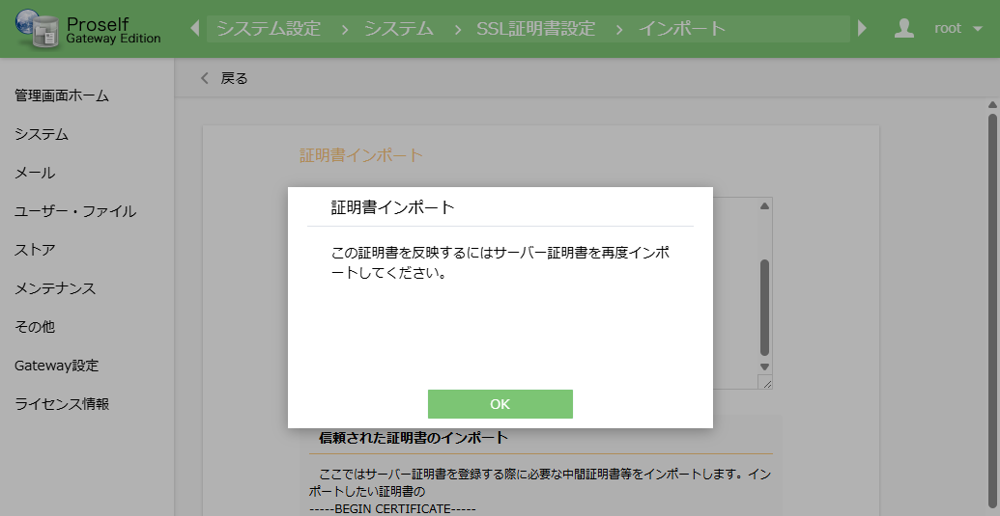 Proself
Gateway Edition
システム設定 > システム > SSL証明書設定 > インポート
root
戻る
管理画面ホーム
システム
メール
ユーザー・ファイル
ストア
メンテナンス
その他
Gateway設定
ライセンス情報
証明書インポート
証明書インポート
この証明書を反映するにはサーバー証明書を再度インポ
ートしてください。
OK
信頼された証明書のインポート
ここではサーバー証明書を登録する際に必要な中間証明書等をインポートします。イン
ポートしたい証明書の
-----BEGIN CERTIFICATE-----